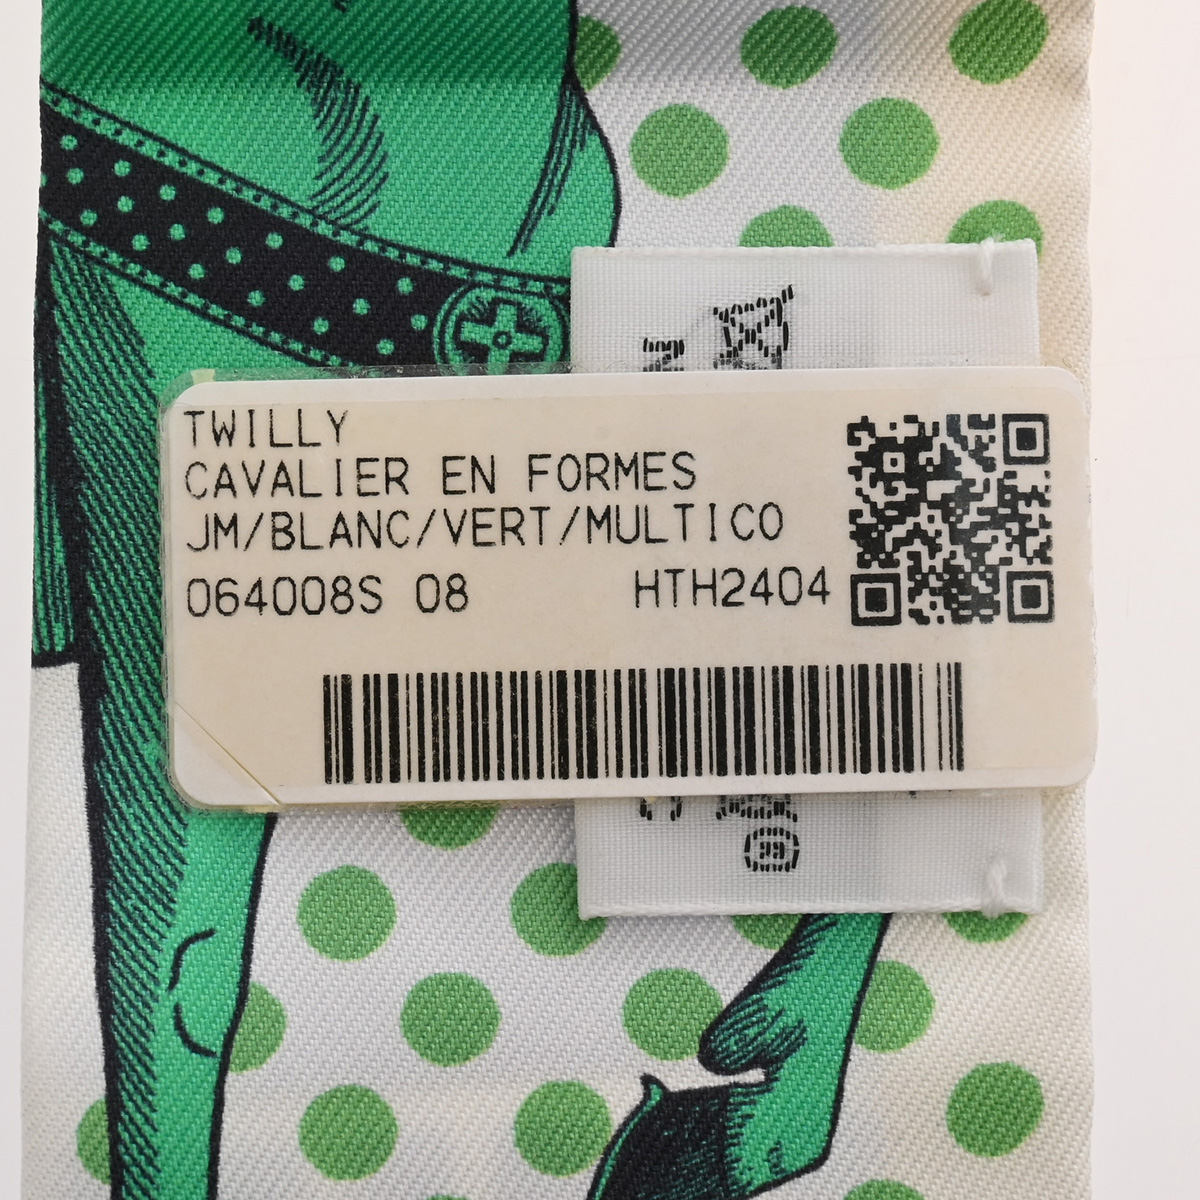 TWILLY
CAVALIER EN FORMES
JM/BLANC/VERT/MULTICO
064008S 08 HTH2404